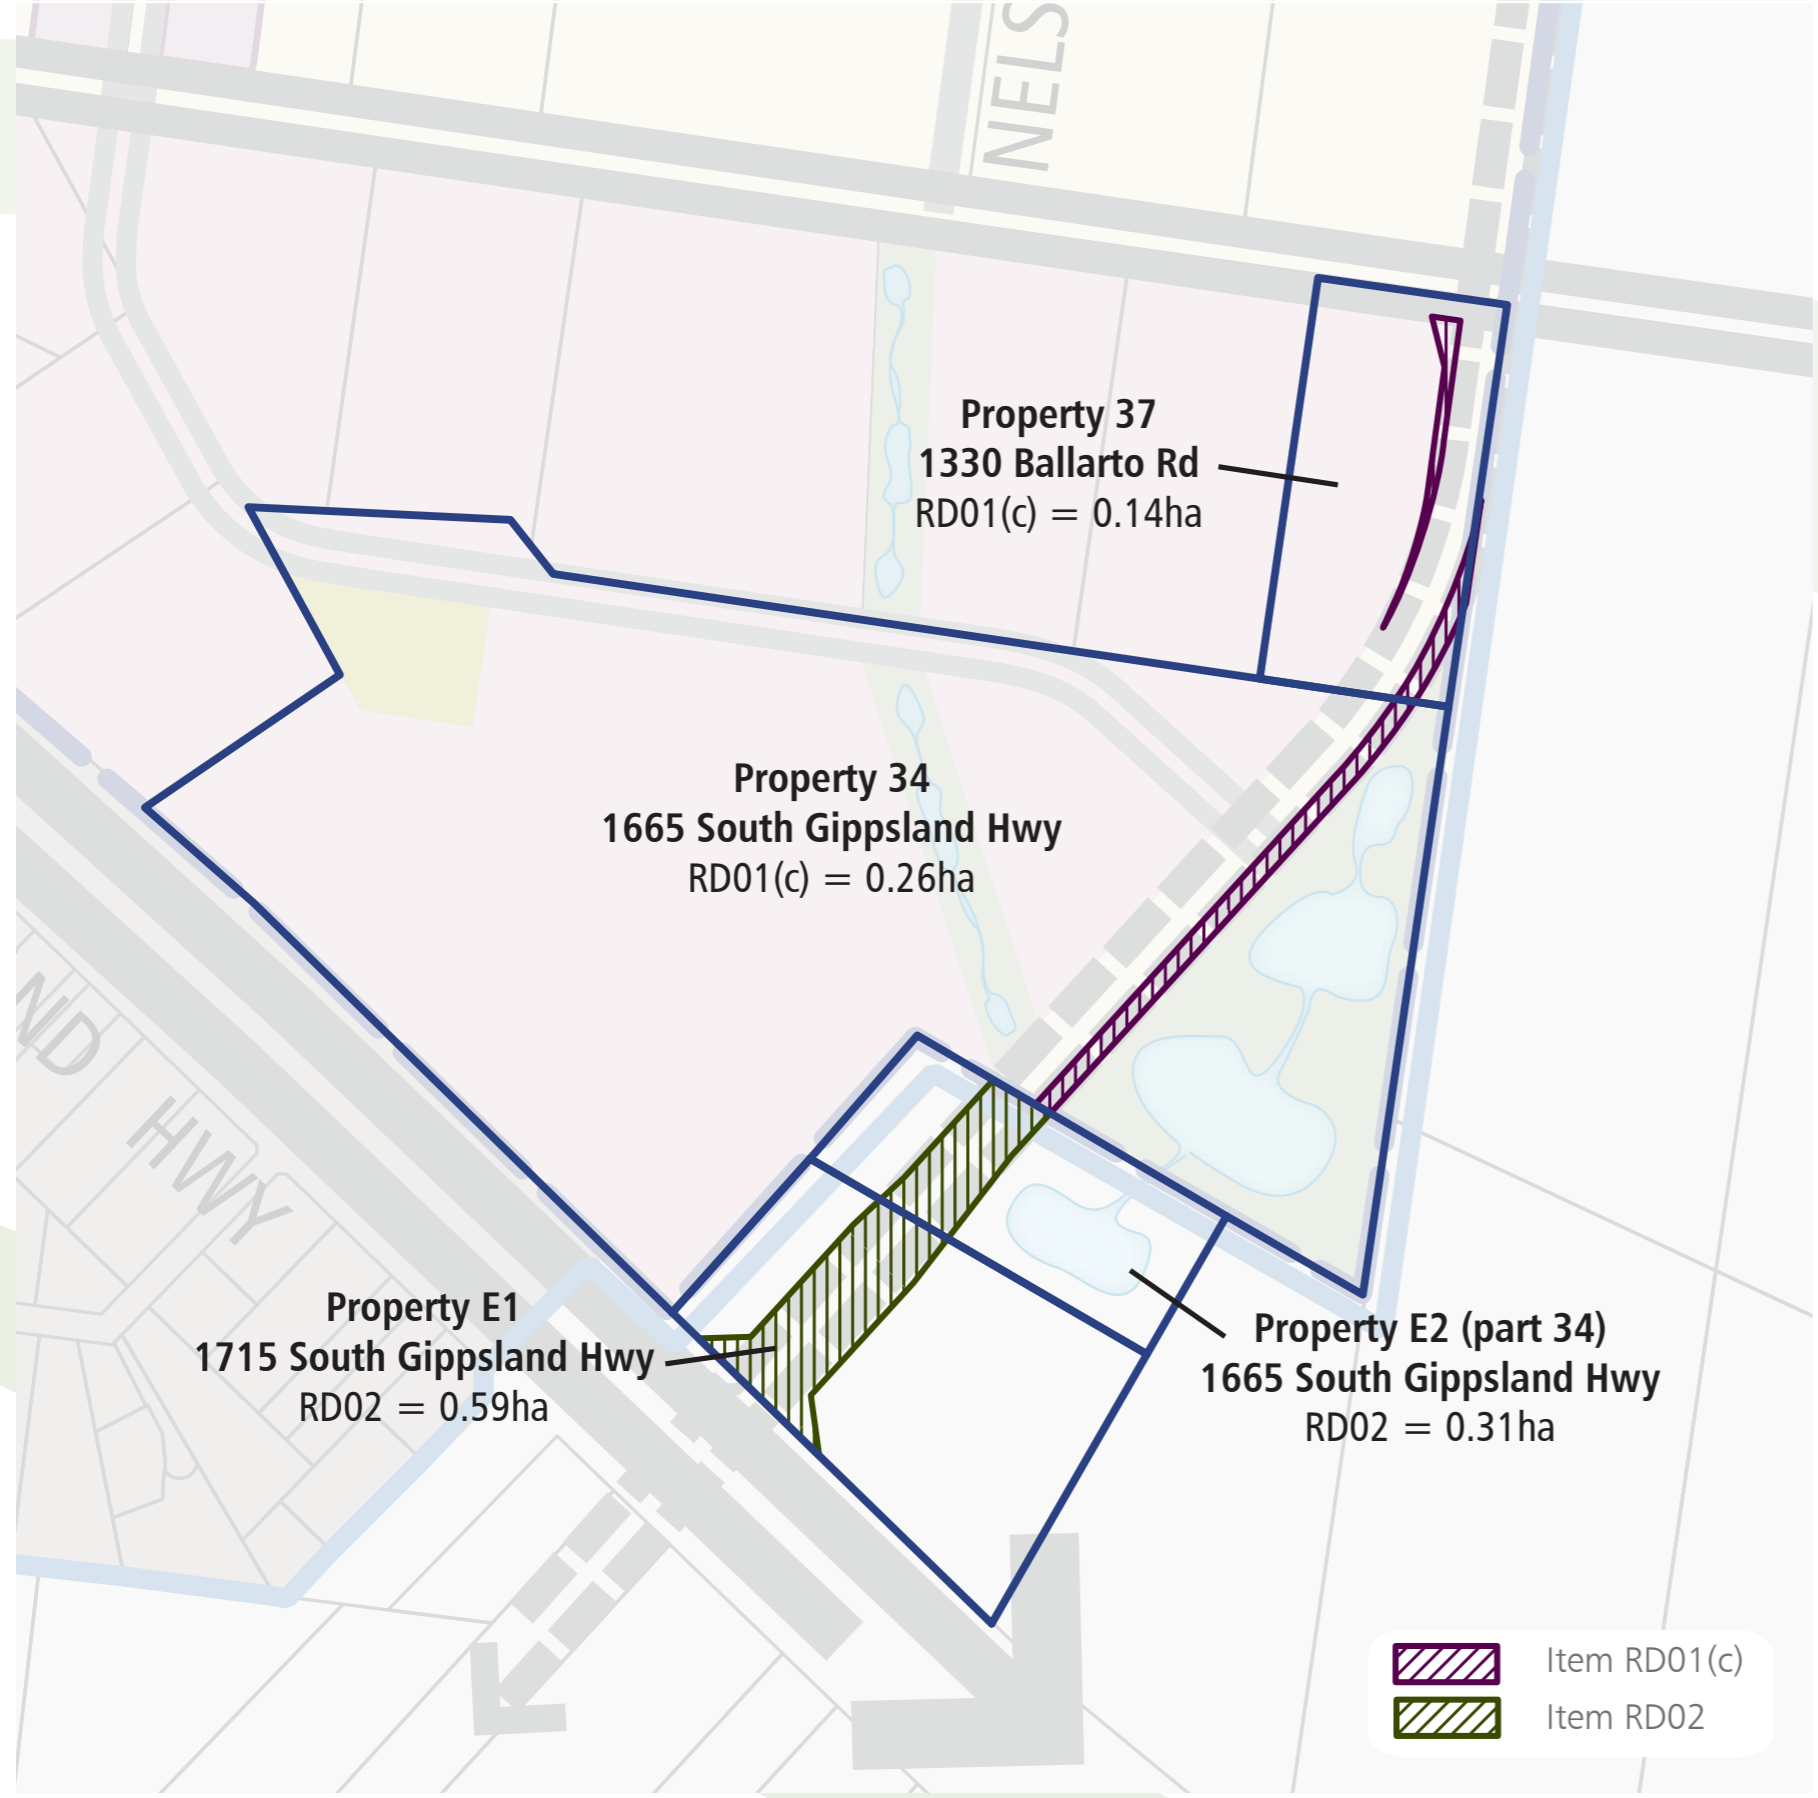 NELS
Property 37
1330 Ballarto Rd
RD01(c) = 0.14ha
Property 34
1665 South Gippsland Hwy
RD01(c) = 0.26ha
ND
HWY
Property E1
1715 South Gippsland Hwy
RD02 = 0.59ha
Property E2 (part 34)
1665 South Gippsland Hwy
RD02 = 0.31ha
Item RD01(c)
Item RD02